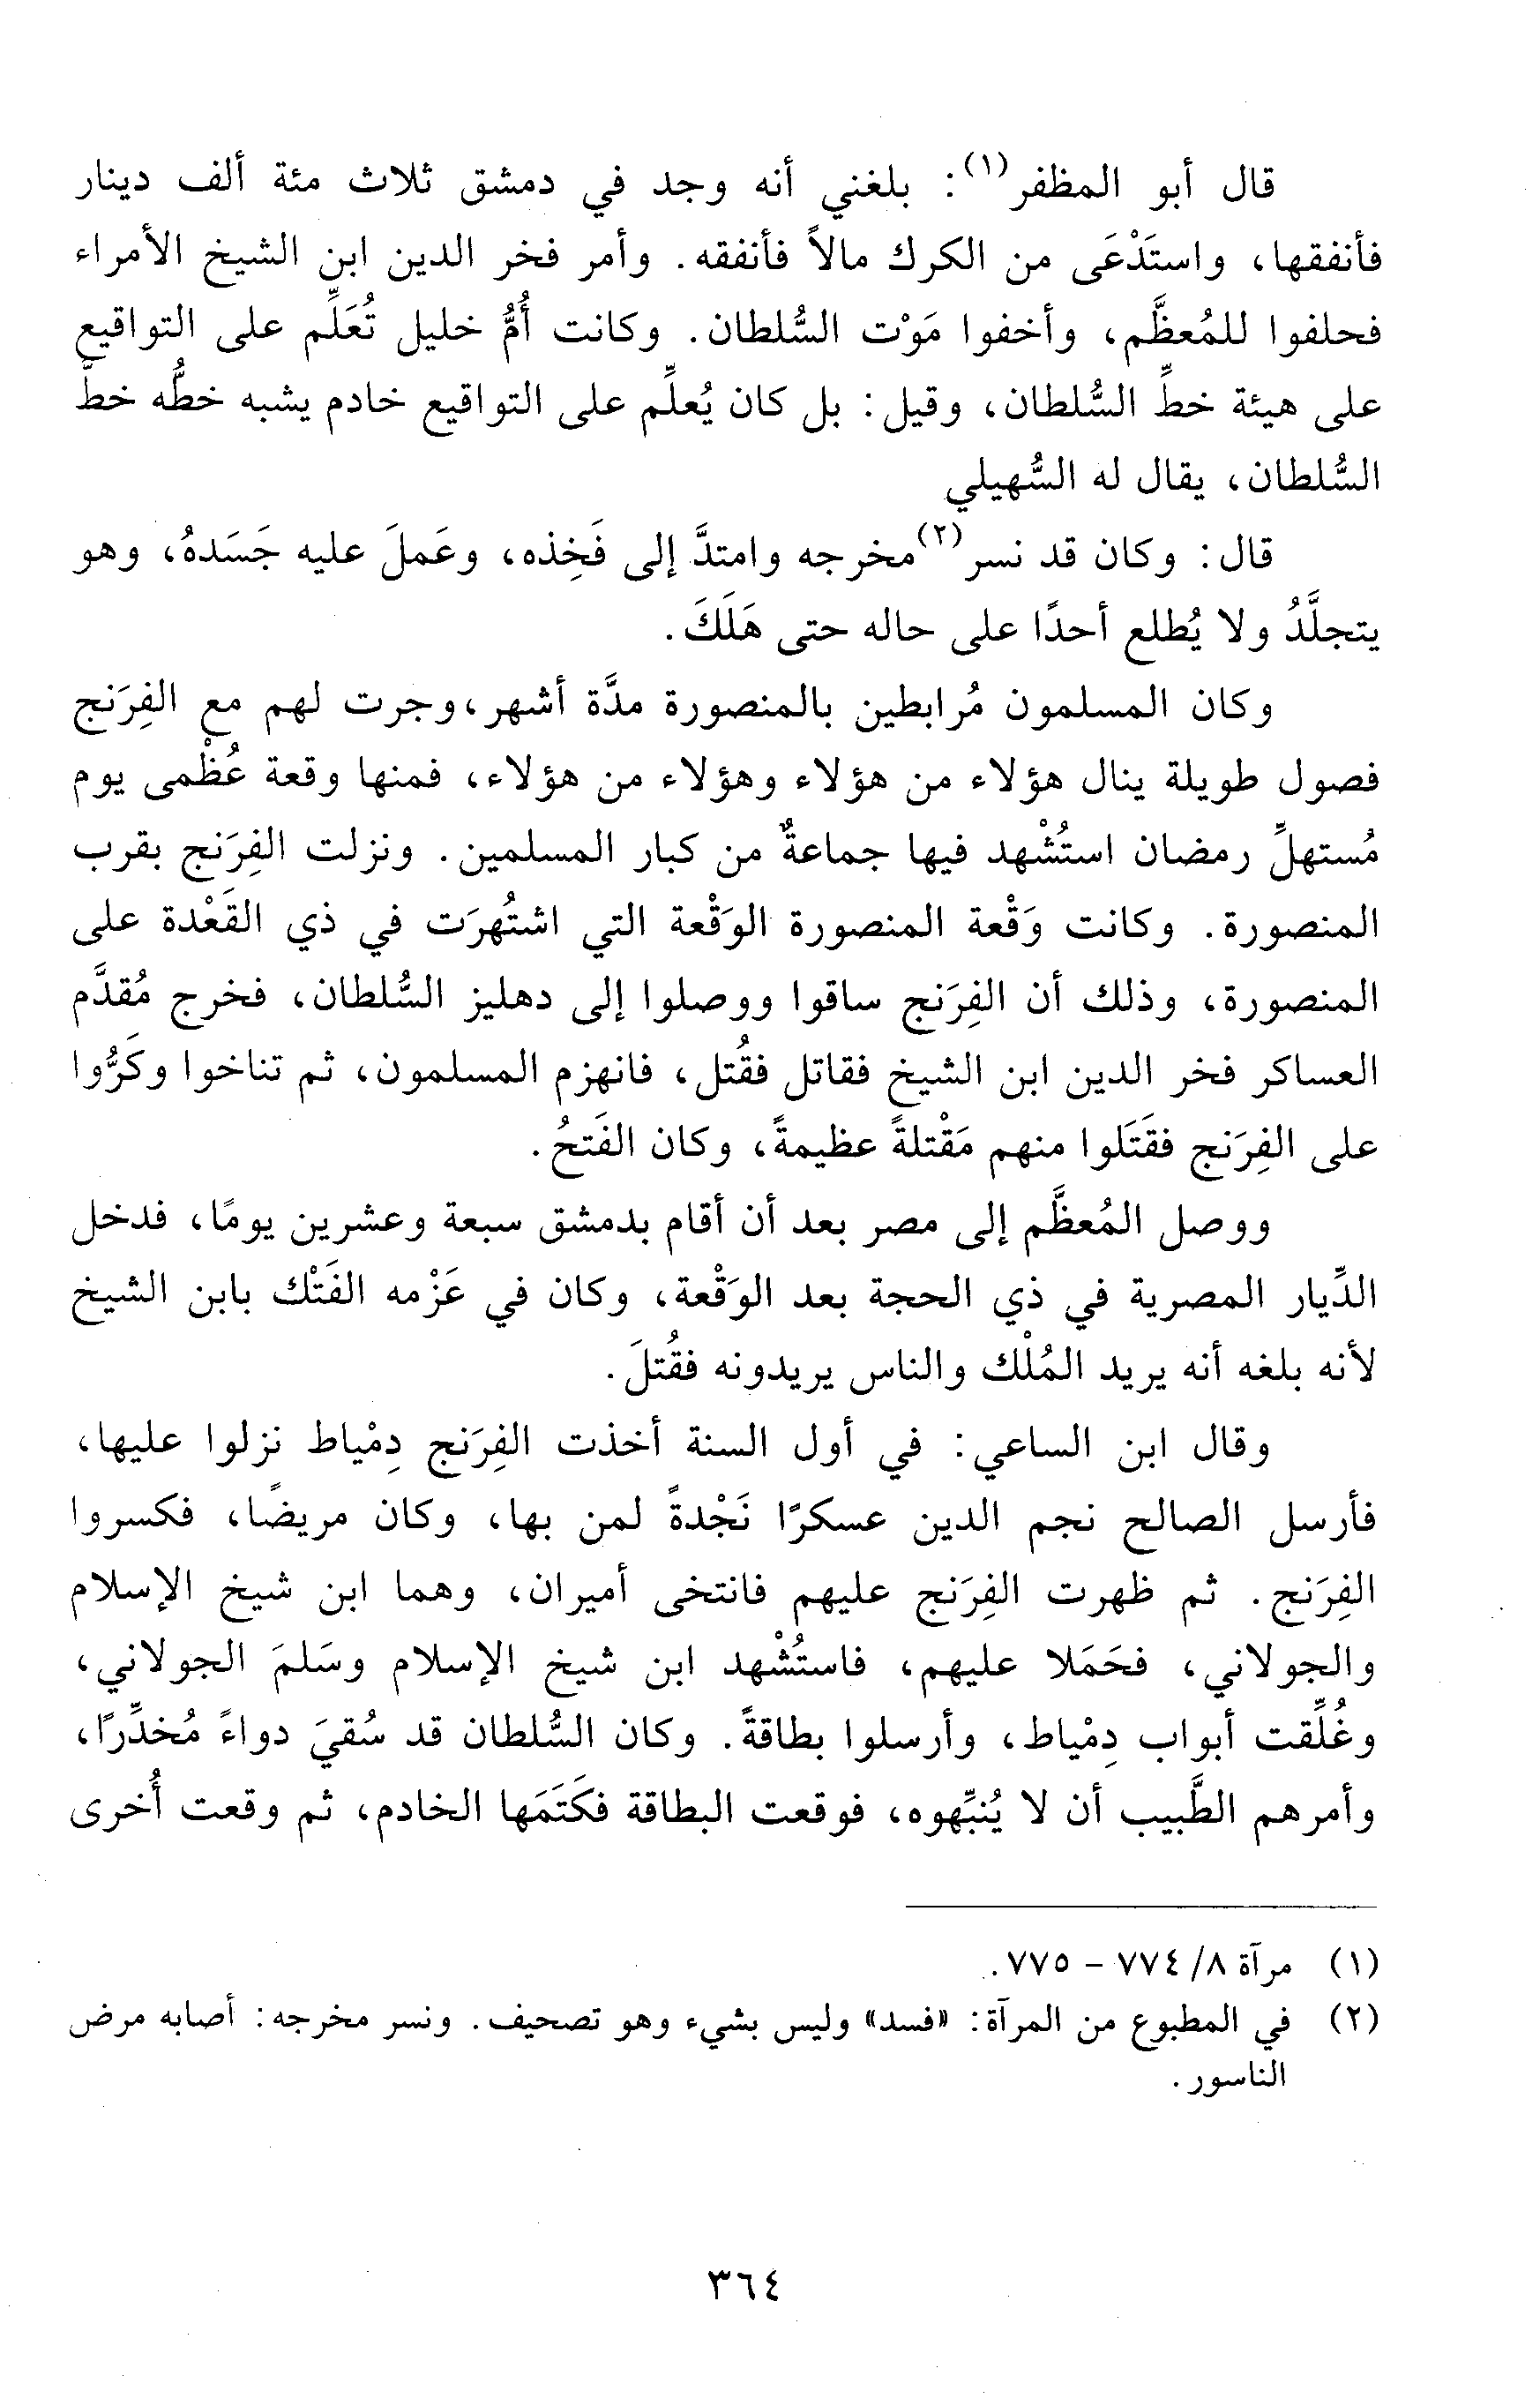 قال أبو المظفر(١): بلغني أنه وجد في دمشق ثلاث مئة ألف دينار
فأنفقها، واستَدْعَى من الكرك مالاً فأنفقه. وأمر فخر الدين ابن الشيخ الأمراء
فحلفوا للمُعظَّم، وأخفوا مَوْت السُّلطان. وكانت أُمُّ خليل تُعَلِّم على التواقيع
على هيئة خطِّ السُّلطان، وقيل: بل كان يُعلِّم على التواقيع خادم يشبه خطُّه خطَّ
السُّلطان، يقال له السُّهيلي
قال: وكان قد نسر(٢) مخرجه وامتدَّ إلى فَخِذه، وعَملَ عليه جَسَدهُ، وهو
يتجلَّدُ ولا يُطلع أحدًا على حاله حتى هَلَكَ.
وكان المسلمون مُرابطين بالمنصورة مدَّة أشهر، وجرت لهم مع الفِرَنج
فصول طويلة ينال هؤلاء من هؤلاء وهؤلاء من هؤلاء، فمنها وقعة عُظْمى يوم
مُستهلِّ رمضان استُشْهد فيها جماعةٌ من كبار المسلمين. ونزلت الفِرَنج بقرب
المنصورة. وكانت وَقْعة المنصورة الوَقْعة التي اشتُهرَت في ذي القَعْدة على
المنصورة، وذلك أن الفِرَنج ساقوا ووصلوا إلى دهليز السُّلطان، فخرج مُقدَّم
العساكر فخر الدين ابن الشيخ فقاتل فقُتل، فانهزم المسلمون، ثم تناخوا وكَرُّوا
على الفِرَنج فقَتَلوا منهم مَقْتلةً عظيمةً، وكان الفَتحُ.
ووصل المُعظَّم إلى مصر بعد أن أقام بدمشق سبعة وعشرين يومًا، فدخل
الدِّيار المصرية في ذي الحجة بعد الوَقْعة، وكان في عَزْمه الفَتْك بابن الشيخ
لأنه بلغه أنه يريد المُلْك والناس يريدونه فقُتلَ.
وقال ابن الساعي: في أول السنة أخذت الفِرَنج دِمْياط نزلوا عليها،
فأرسل الصالح نجم الدين عسكرًا نَجْدةً لمن بها، وكان مريضًا، فكسروا
الفِرَنج. ثم ظهرت الفِرَنج عليهم فانتخى أميران، وهما ابن شيخ الإسلام
والجولاني، فحَمَلا عليهم، فاستُشْهد ابن شيخ الإسلام وسَلمَ الجولاني،
وغُلِّقت أبواب دِمْياط، وأرسلوا بطاقةً. وكان السُّلطان قد سُقيَ دواءً مُخدِّرًا،
وأمرهم الطَّبيب أن لا يُنبِّهوه، فوقعت البطاقة فكَتَمَها الخادم، ثم وقعت أُخرى
(١) مرآة ٨/ ٧٧٤ - ٧٧٥.
(٢) في المطبوع من المرآة: «فسد» وليس بشيء وهو تصحيف. ونسر مخرجه: أصابه مرض
الناسور.
٣٦٤